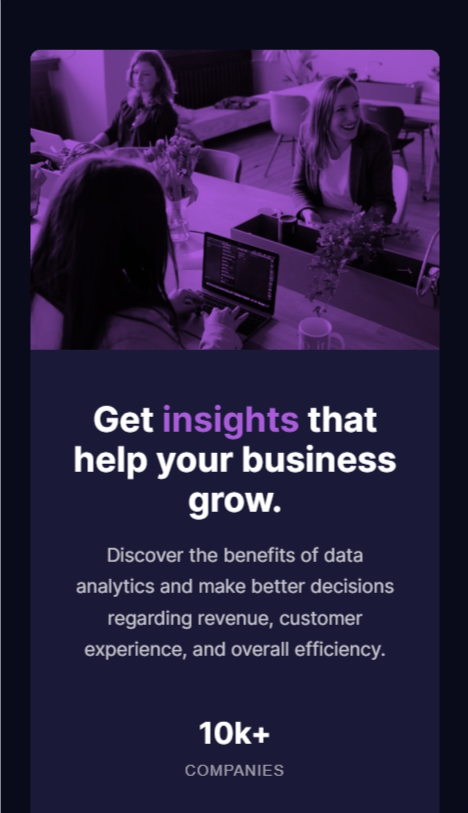 Get insights that
help your business
grow.
Discover the benefits of data
analytics and make better decisions
regarding revenue, customer
experience, and overall efficiency.
10k+
COMPANIES